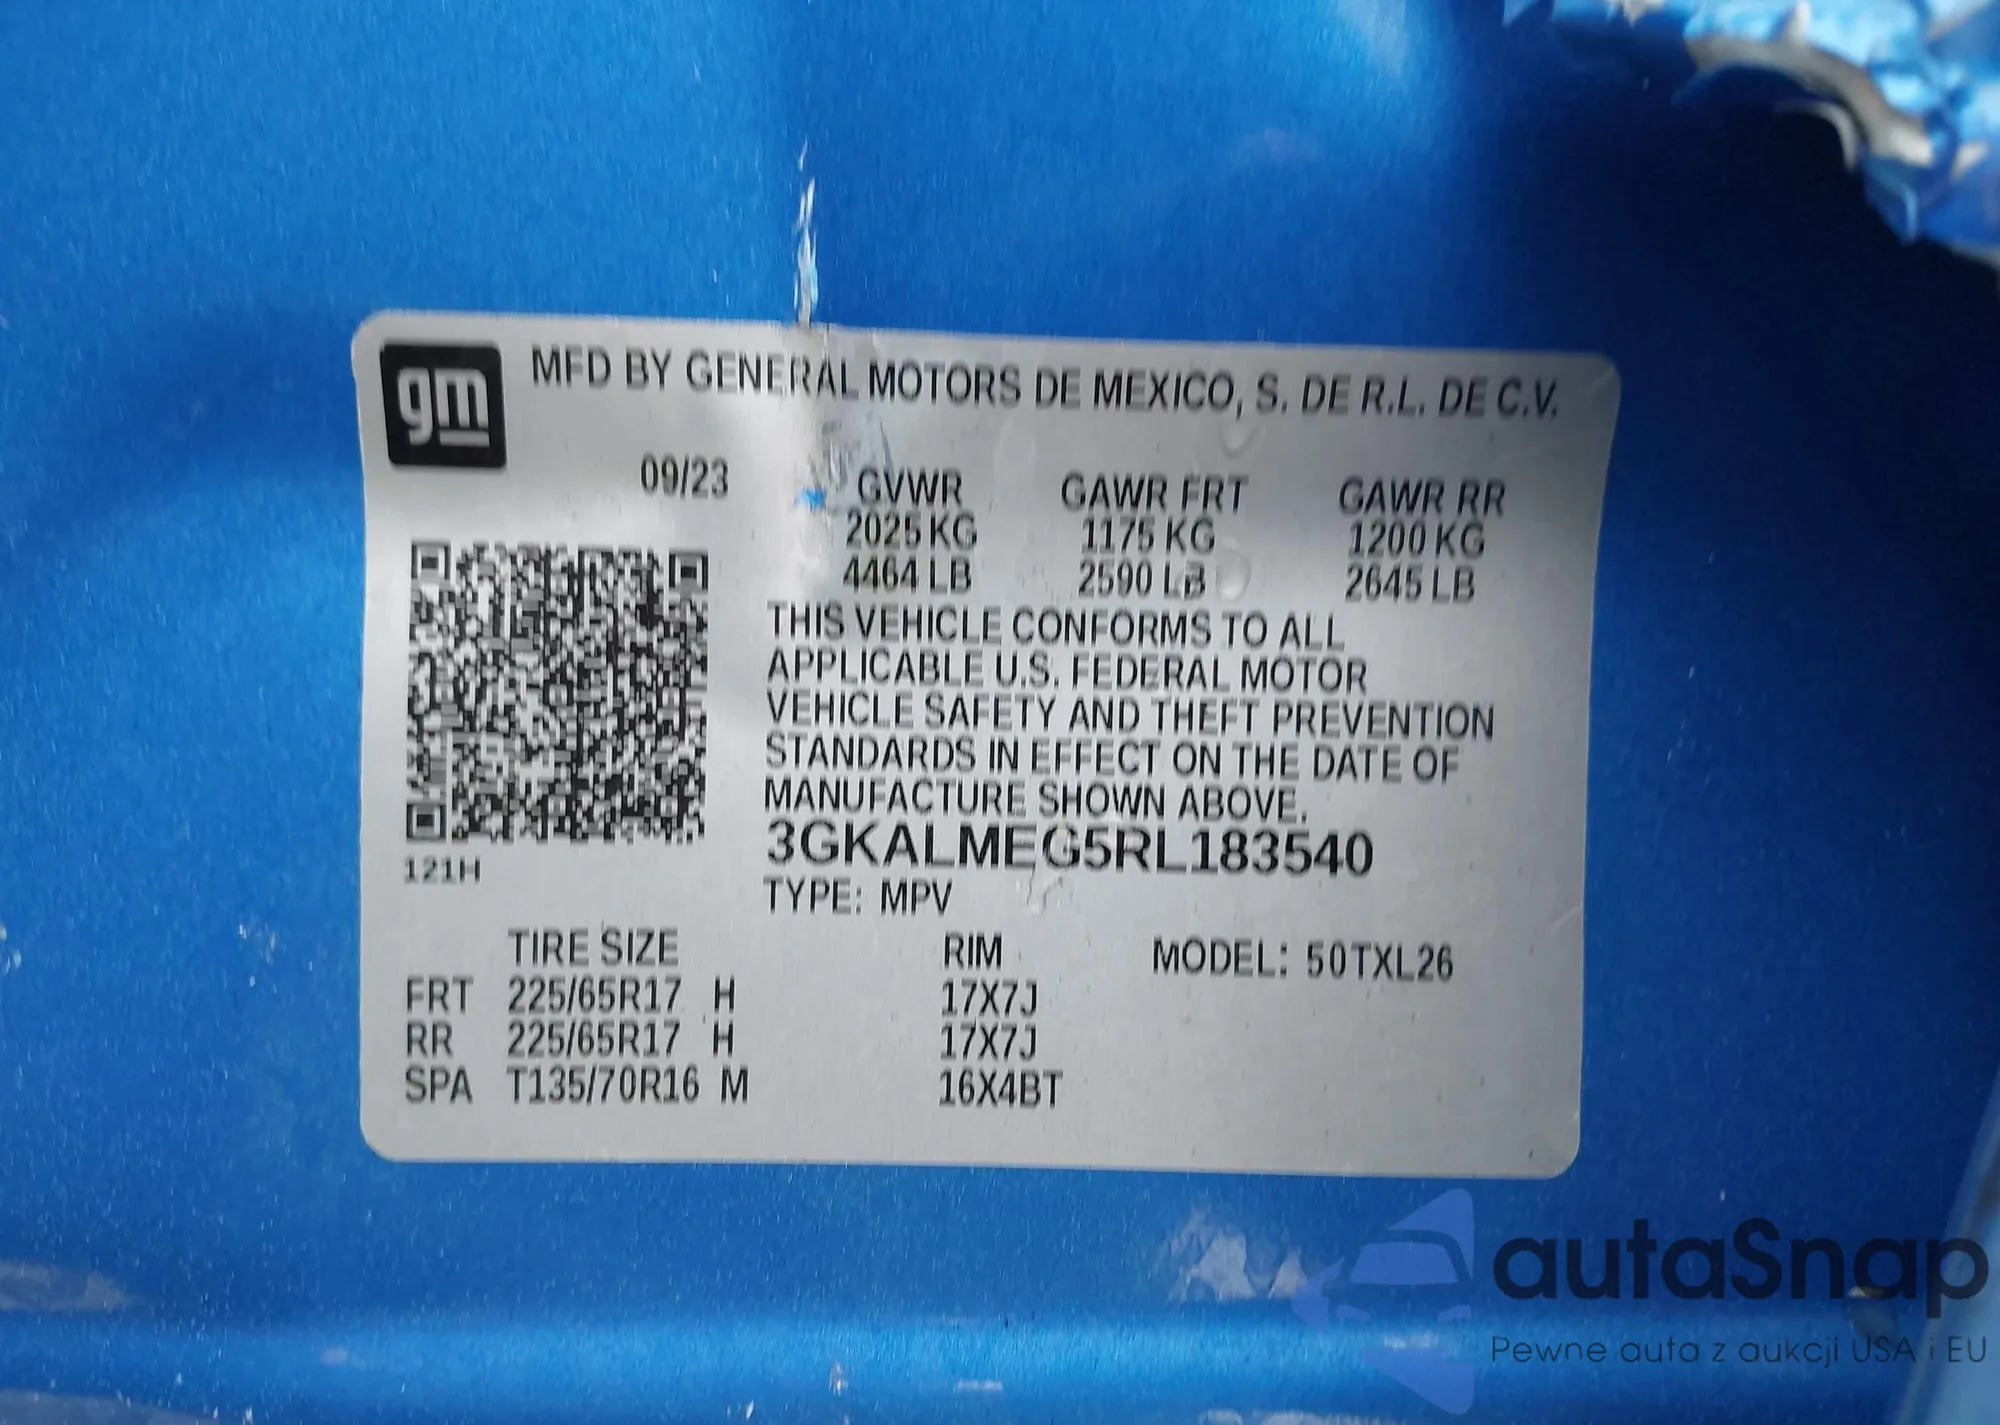 gm
MFD BY GENERAL MOTORS DE MEXICO, S. DE R.L. DE C.V.
09/23
GVWR GAWR FRT GAWR RR
2025 KG 1175 KG 1200 KG
4464 LB 2590 LB 2645 LB
THIS VEHICLE CONFORMS TO ALL
APPLICABLE U.S. FEDERAL MOTOR
VEHICLE SAFETY AND THEFT PREVENTION
STANDARDS IN EFFECT ON THE DATE OF
MANUFACTURE SHOWN ABOVE.
3GKALMEG5RL183540
121H
TYPE: MPV
TIRE SIZE RIM MODEL: 50TXL26
FRT 225/65R17 H 17X7J
RR 225/65R17 H 17X7J
SPA T135/70R16 M 16X4BT
autaSnap
Pewne auta z aukcji USA i EU